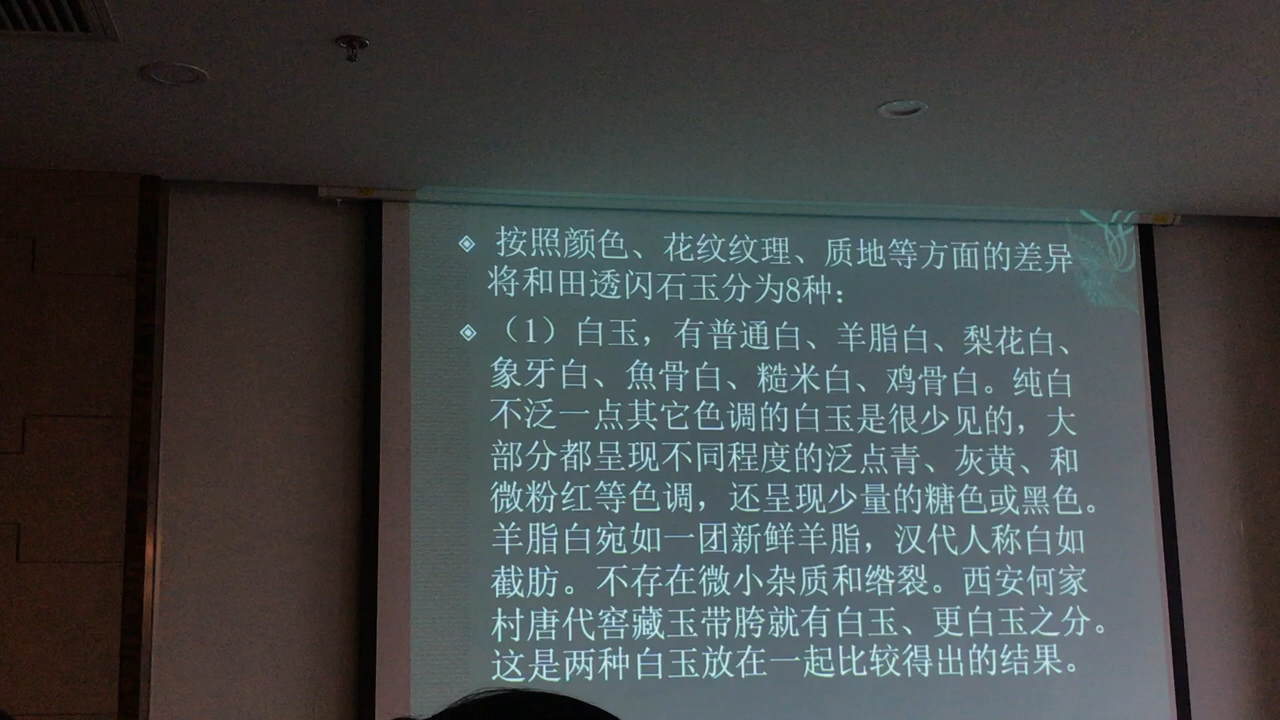 按照颜色、花纹纹理、质地等方面的差异
将和田透闪石玉分为8种：
（1）白玉，有普通白、羊脂白、梨花白、
象牙白、魚骨白、糙米白、鸡骨白。纯白
不泛一点其它色调的白玉是很少见的，大
部分都呈现不同程度的泛点青、灰黄、和
微粉红等色调，还呈现少量的糖色或黑色。
羊脂白宛如一团新鲜羊脂，汉代人称白如
截肪。不存在微小杂质和绺裂。西安何家
村唐代窖藏玉带胯就有白玉、更白玉之分。
这是两种白玉放在一起比较得出的结果。